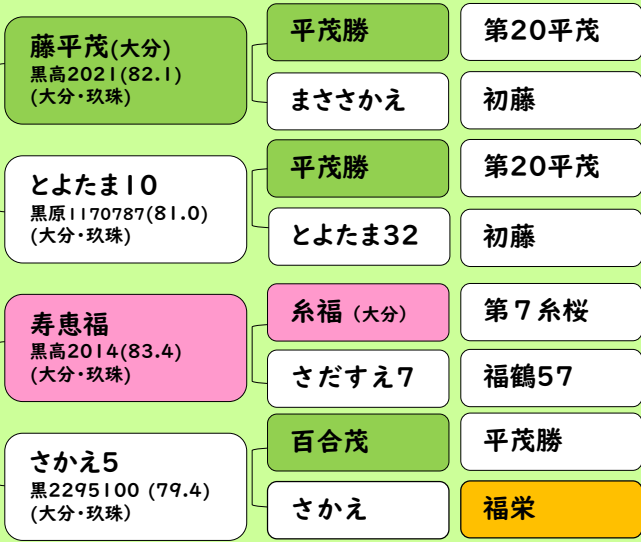 藤平茂(大分)
黒高2021(82.1)
(大分・玖珠)
平茂勝
第20平茂
まささかえ
初藤
とよたま10
黒原1170787(81.0)
(大分・玖珠)
平茂勝
第20平茂
とよたま32
初藤
寿恵福
黒高2014(83.4)
(大分・玖珠)
糸福（大分）
第７糸桜
さだすえ7
福鶴57
さかえ5
黒2295100 (79.4)
(大分・玖珠）
百合茂
平茂勝
さかえ
福栄